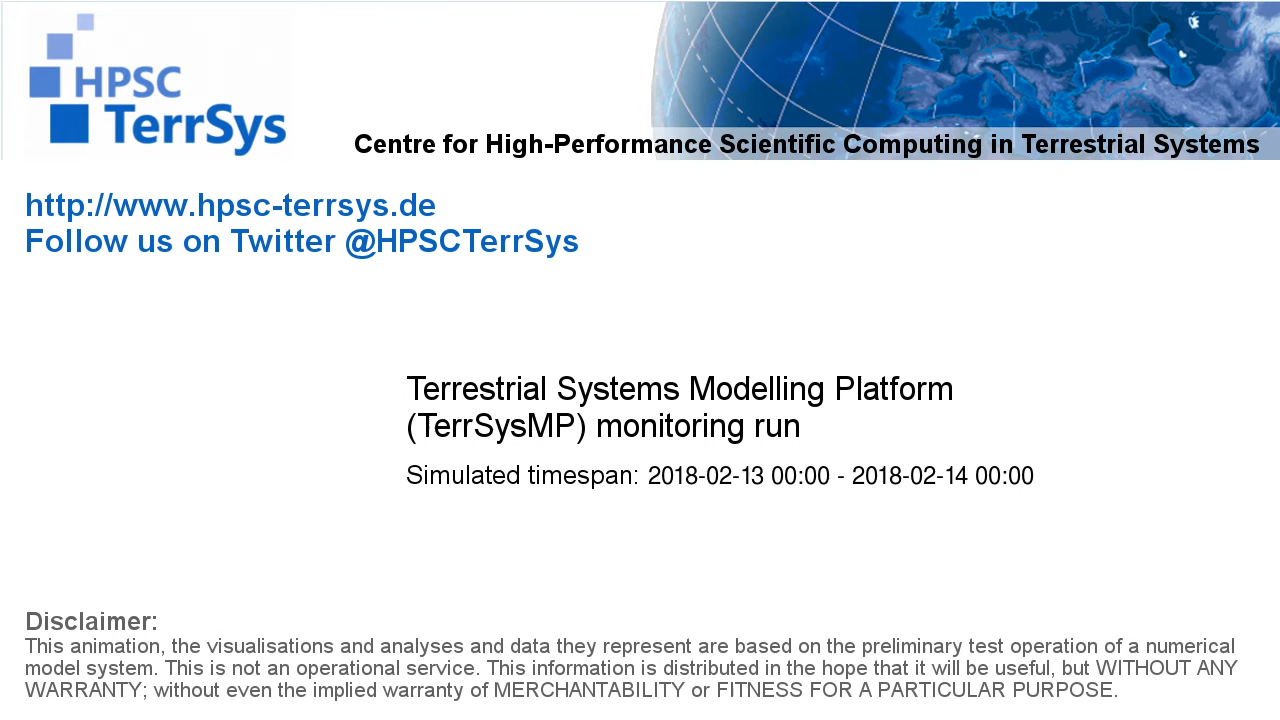 HPSC
TerrSys
Centre for High-Performance Scientific Computing in Terrestrial Systems
http://www.hpsc-terrsys.de
Follow us on Twitter @HPSCTerrSys
Terrestrial Systems Modelling Platform
(TerrSysMP) monitoring run
Simulated timespan: 2018-02-13 00:00 - 2018-02-14 00:00
Disclaimer:
This animation, the visualisations and analyses and data they represent are based on the preliminary test operation of a numerical
model system. This is not an operational service. This information is distributed in the hope that it will be useful, but WITHOUT ANY
WARRANTY; without even the implied warranty of MERCHANTABILITY or FITNESS FOR A PARTICULAR PURPOSE.